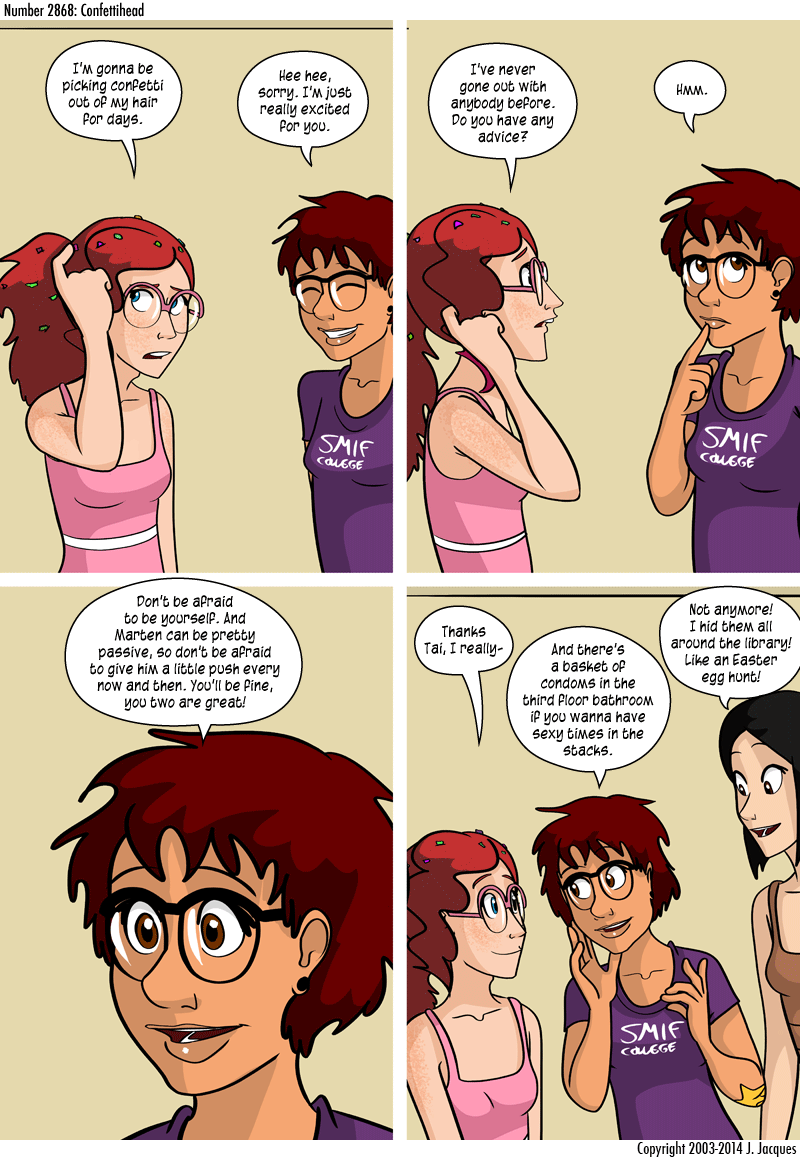 Number 2868: Confettihead
I'm gonna be
picking confetti
out of my hair
for days.
Hee hee,
sorry. I'm just
really excited
for you.
SMIF
COLLEGE
I've never
gone out with
anybody before.
Do you have any
advice?
Hmm.
SMIF
COLLEGE
Don't be afraid
to be yourself. And
Marten can be pretty
passive, so don't be afraid
to give him a little push every
now and then. You'll be fine,
you two are great!
Thanks
Tai, I really-
And there's
a basket of
condoms in the
third floor bathroom
if you wanna have
sexy times in the
stacks.
Not anymore!
I hid them all
around the library!
Like an Easter
egg hunt!
SMIF
COLLEGE
Copyright 2003-2014 J. Jacques